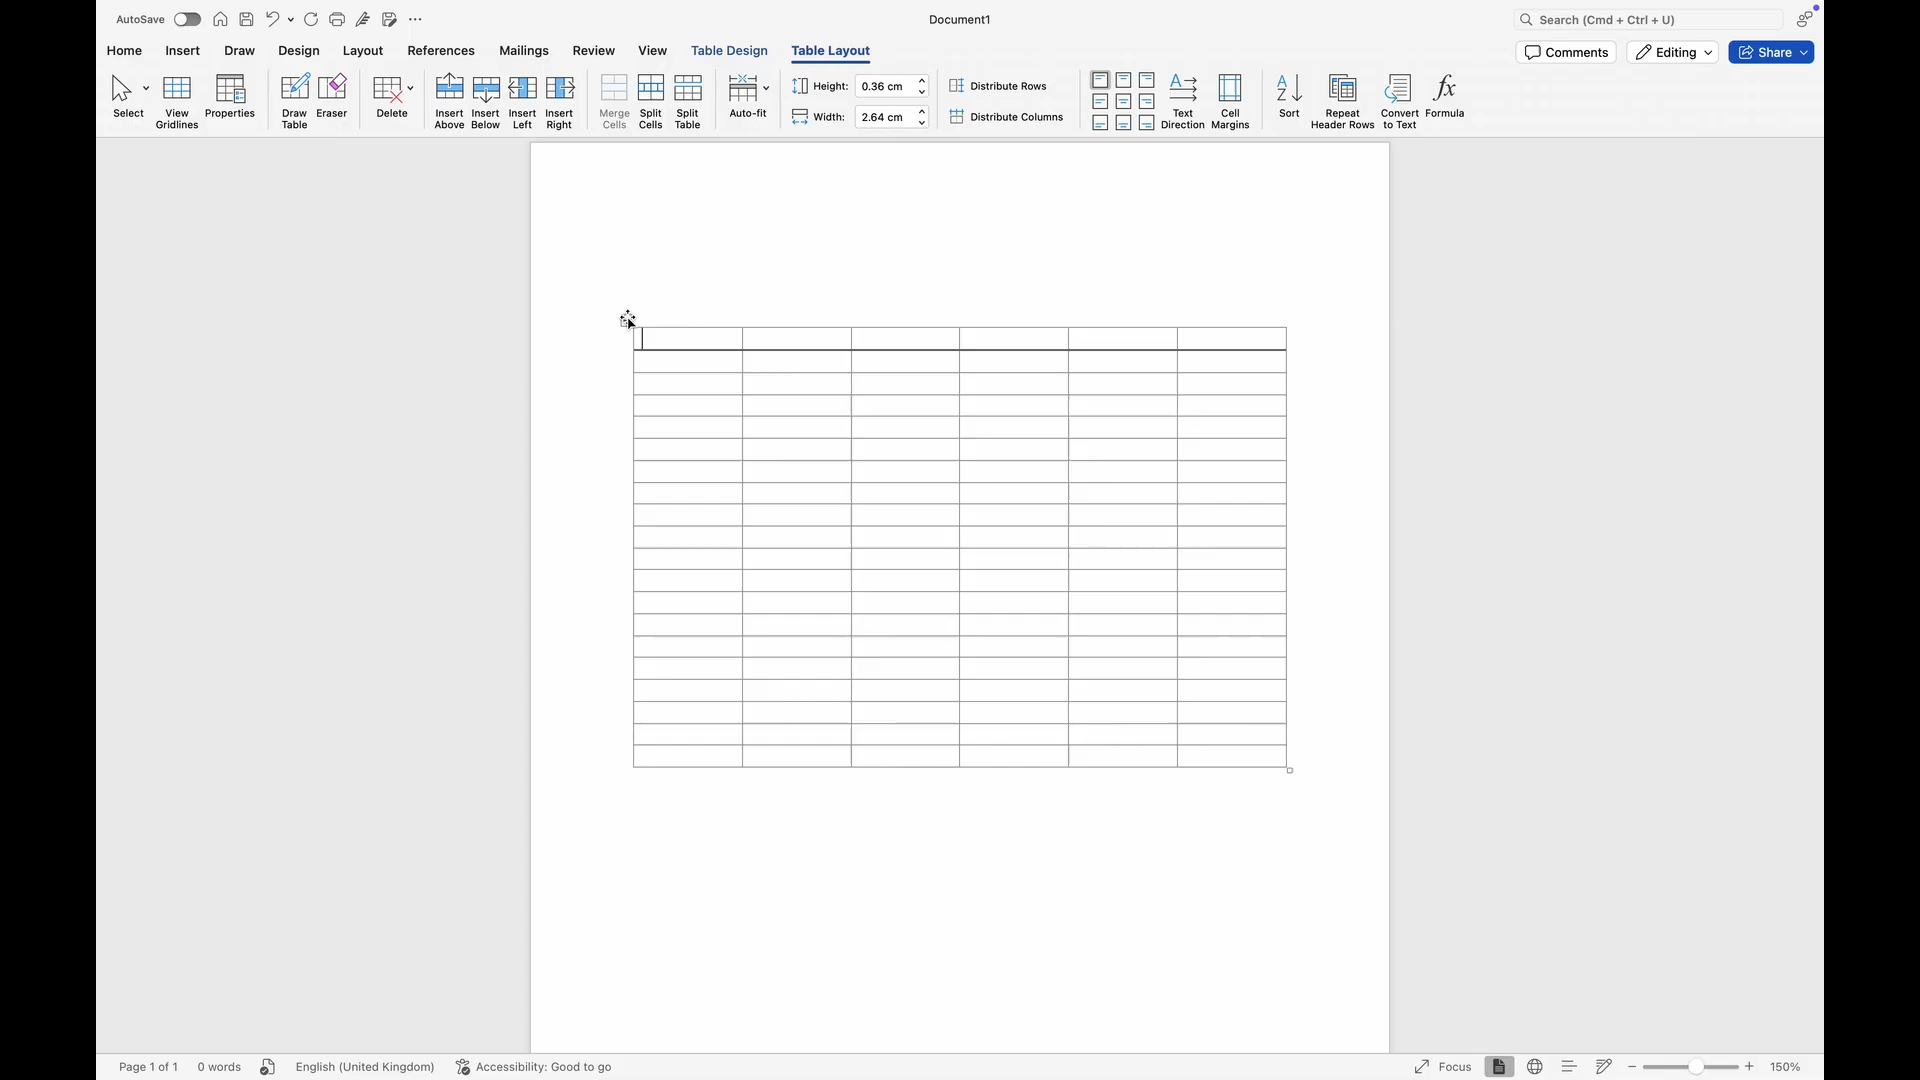 AutoSave
Document1
Search (Cmd + Ctrl + U)
Home Insert Draw Design Layout References Mailings Review View Table Design Table Layout
Comments Editing Share
Select
View Gridlines
Properties
Draw Table
Eraser
Delete
Insert Above
Insert Below
Insert Left
Insert Right
Merge Cells
Split Cells
Split Table
Auto-fit
Height: 0.36 cm
Width: 2.64 cm
Distribute Rows
Distribute Columns
Text Direction
Cell Margins
Sort
Repeat Header Rows
Convert to Text
Formula
Page 1 of 1 0 words English (United Kingdom) Accessibility: Good to go Focus 150%